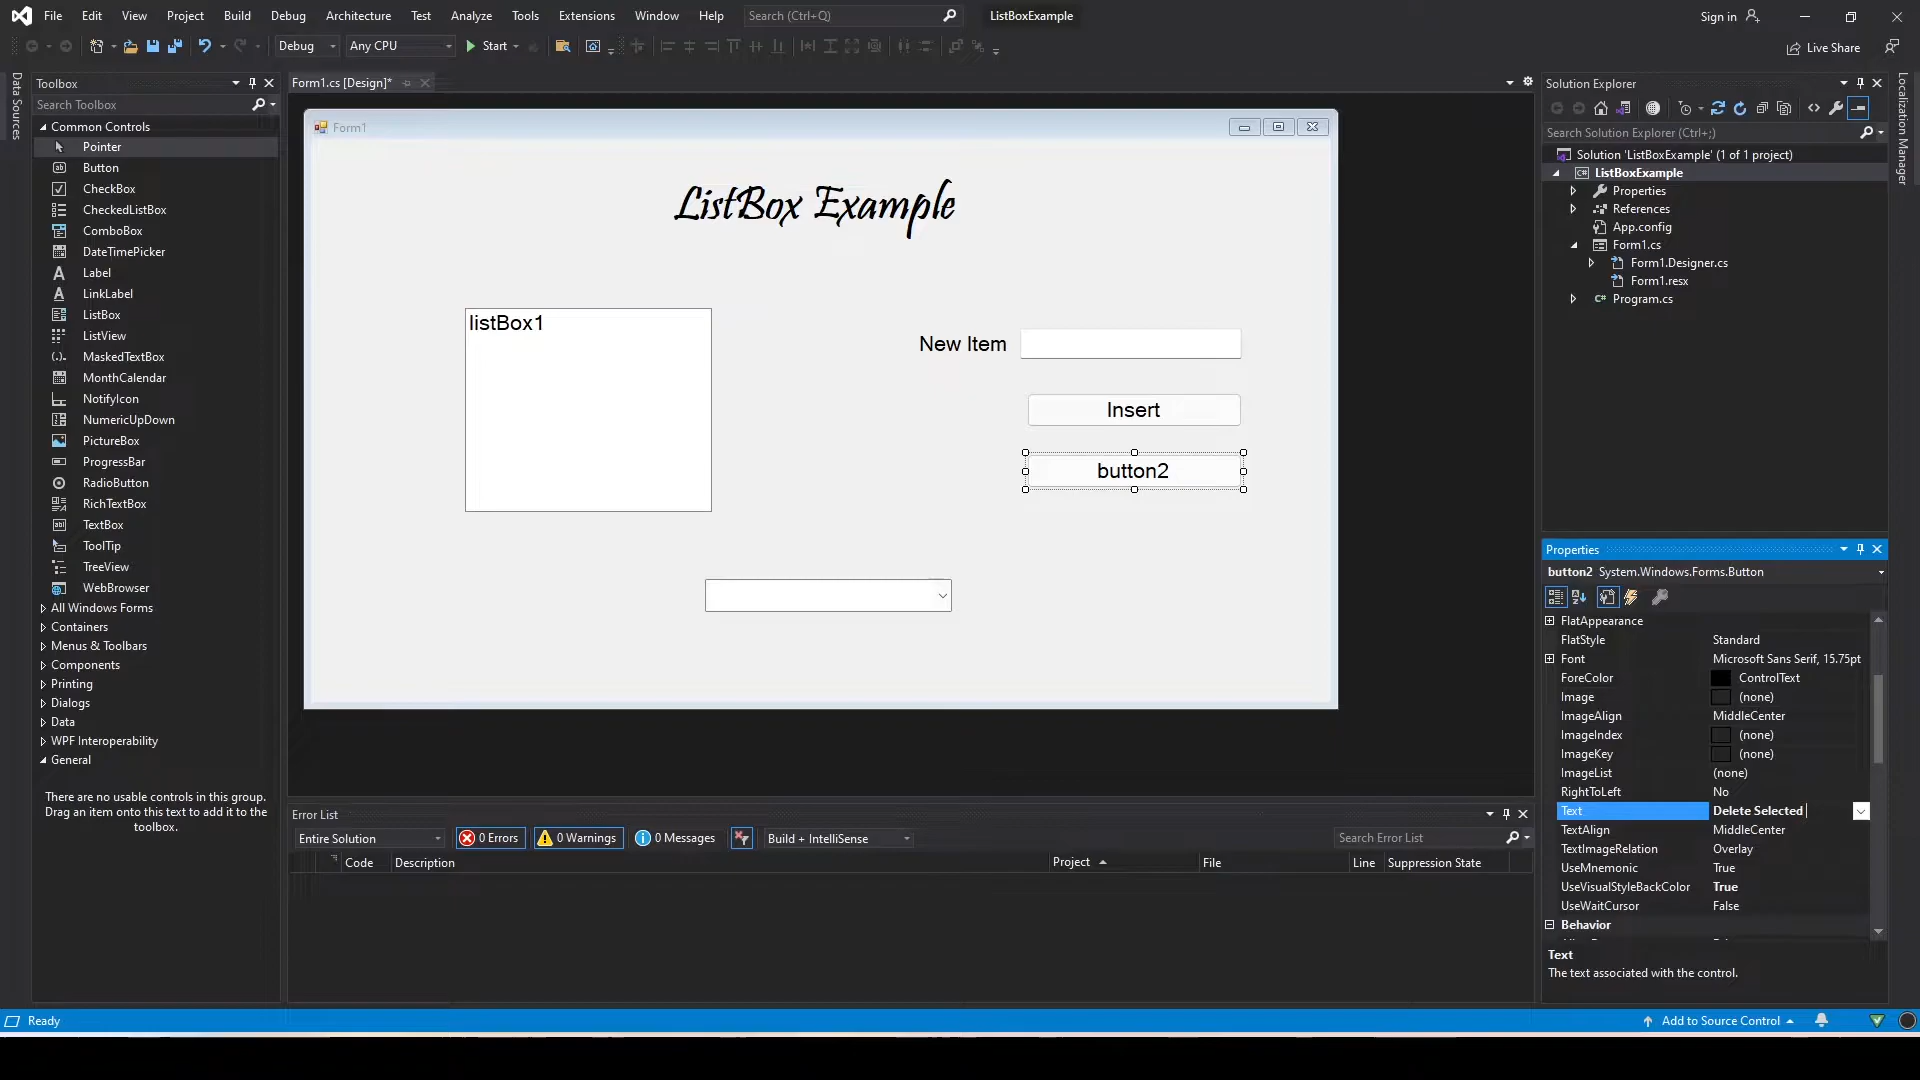 File Edit View Project Build Debug Architecture Test Analyze Tools Extensions Window Help Search (Ctrl+Q) ListBoxExample Sign in
Debug Any CPU Start Live Share
Data Sources
Toolbox
Search Toolbox
Common Controls
Pointer
Button
CheckBox
CheckedListBox
ComboBox
DateTimePicker
Label
LinkLabel
ListBox
ListView
MaskedTextBox
MonthCalendar
NotifyIcon
NumericUpDown
PictureBox
ProgressBar
RadioButton
RichTextBox
TextBox
ToolTip
TreeView
WebBrowser
All Windows Forms
Containers
Menus & Toolbars
Components
Printing
Dialogs
Data
WPF Interoperability
General
There are no usable controls in this group.
Drag an item onto this text to add it to the
toolbox.
Form1.cs [Design]*
Form1
ListBox Example
listBox1
New Item
Insert
button2
Error List
Entire Solution 0 Errors 0 Warnings 0 Messages Build + IntelliSense Search Error List
Code Description Project File Line Suppression State
Solution Explorer
Search Solution Explorer (Ctrl+;)
Solution 'ListBoxExample' (1 of 1 project)
ListBoxExample
Properties
References
App.config
Form1.cs
Form1.Designer.cs
Form1.resx
Program.cs
Localization Manager
Properties
button2 System.Windows.Forms.Button
FlatAppearance
FlatStyle Standard
Font Microsoft Sans Serif, 15.75pt
ForeColor ControlText
Image (none)
ImageAlign MiddleCenter
ImageIndex (none)
ImageKey (none)
ImageList (none)
RightToLeft No
Text Delete Selected
TextAlign MiddleCenter
TextImageRelation Overlay
UseMnemonic True
UseVisualStyleBackColor True
UseWaitCursor False
Behavior
Text
The text associated with the control.
Ready Add to Source Control